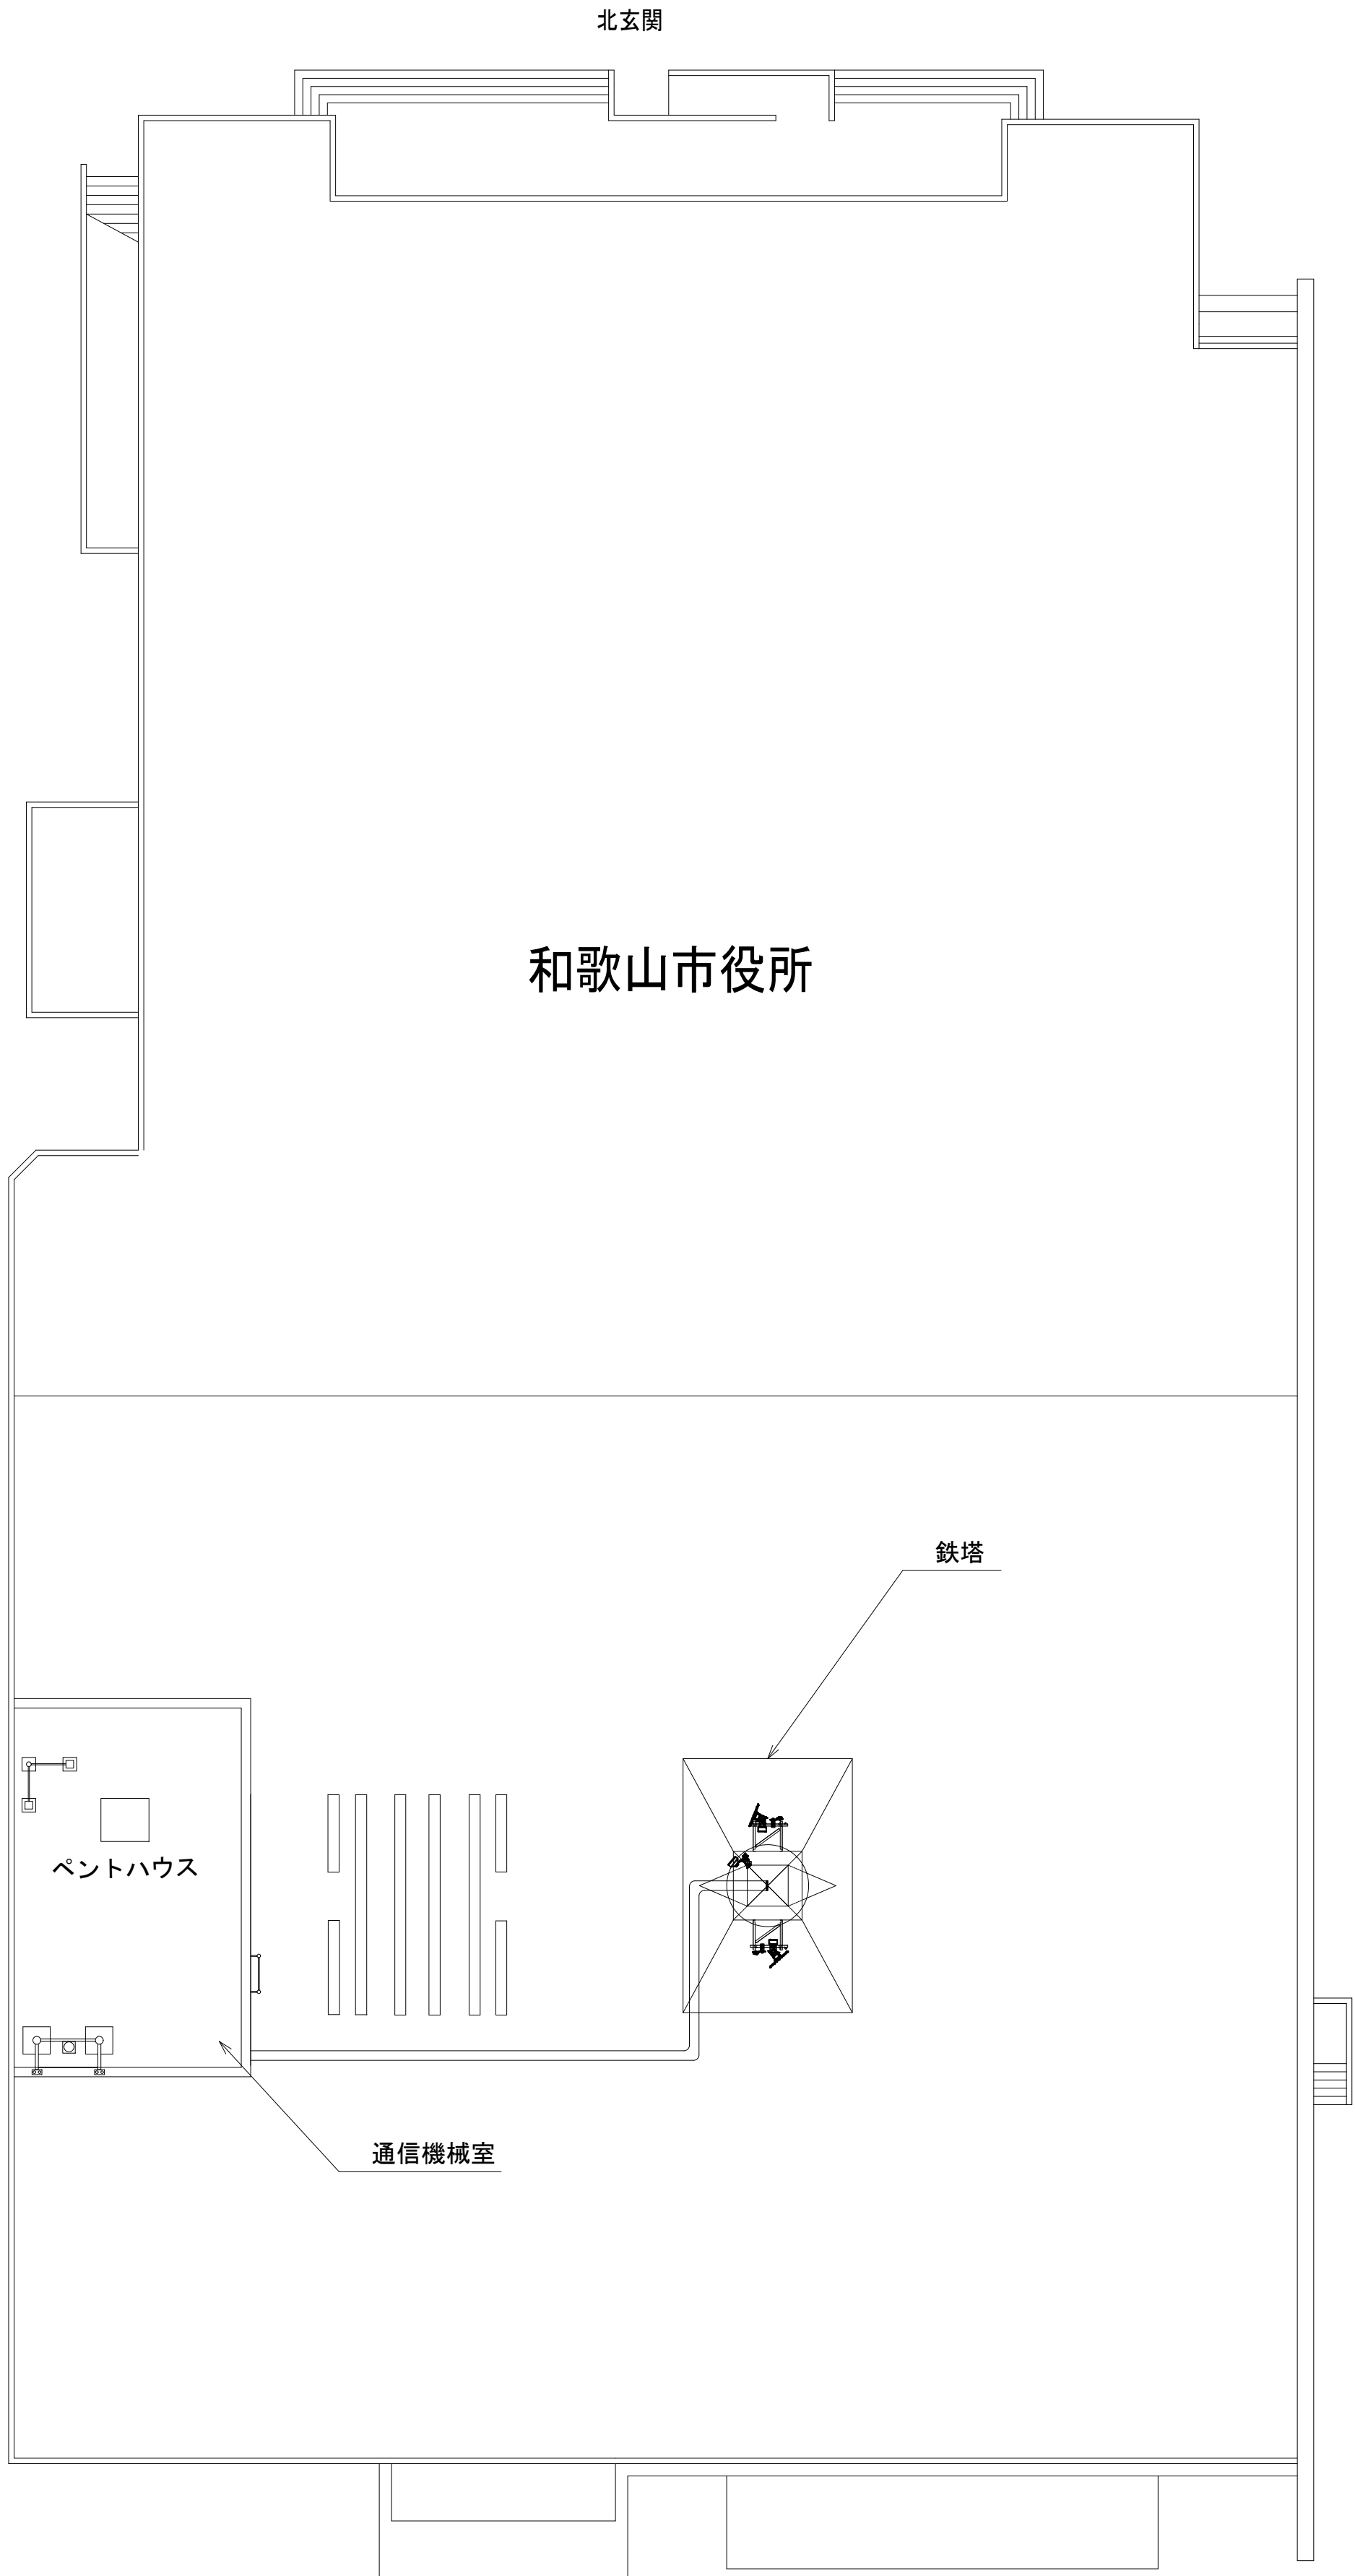 北玄関
和歌山市役所
鉄塔
ペントハウス
通信機械室